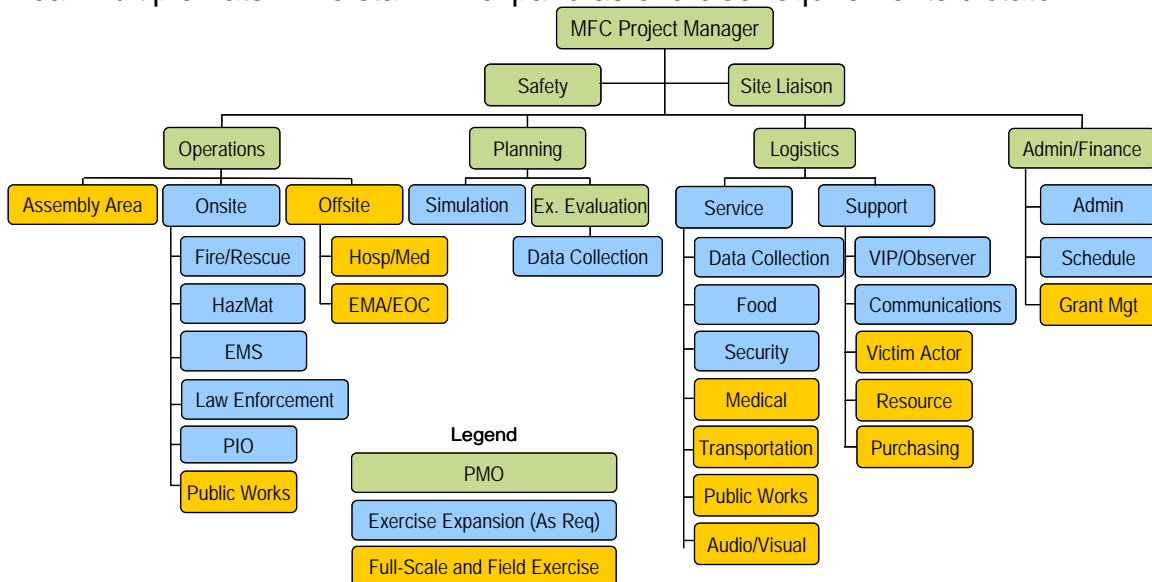 MFC Project Manager
Safety
Site Liaison
Operations
Planning
Logistics
Admin/Finance
Assembly Area
Onsite
Offsite
Simulation
Ex. Evaluation
Service
Support
Admin
Fire/Rescue
Hosp/Med
Data Collection
Data Collection
VIP/Observer
Schedule
HazMat
EMA/EOC
Food
Communications
Grant Mgt
EMS
Security
Victim Actor
Law Enforcement
Medical
Resource
PIO
Transportation
Purchasing
Public Works
Public Works
Audio/Visual
Legend
PMO
Exercise Expansion (As Req)
Full-Scale and Field Exercise